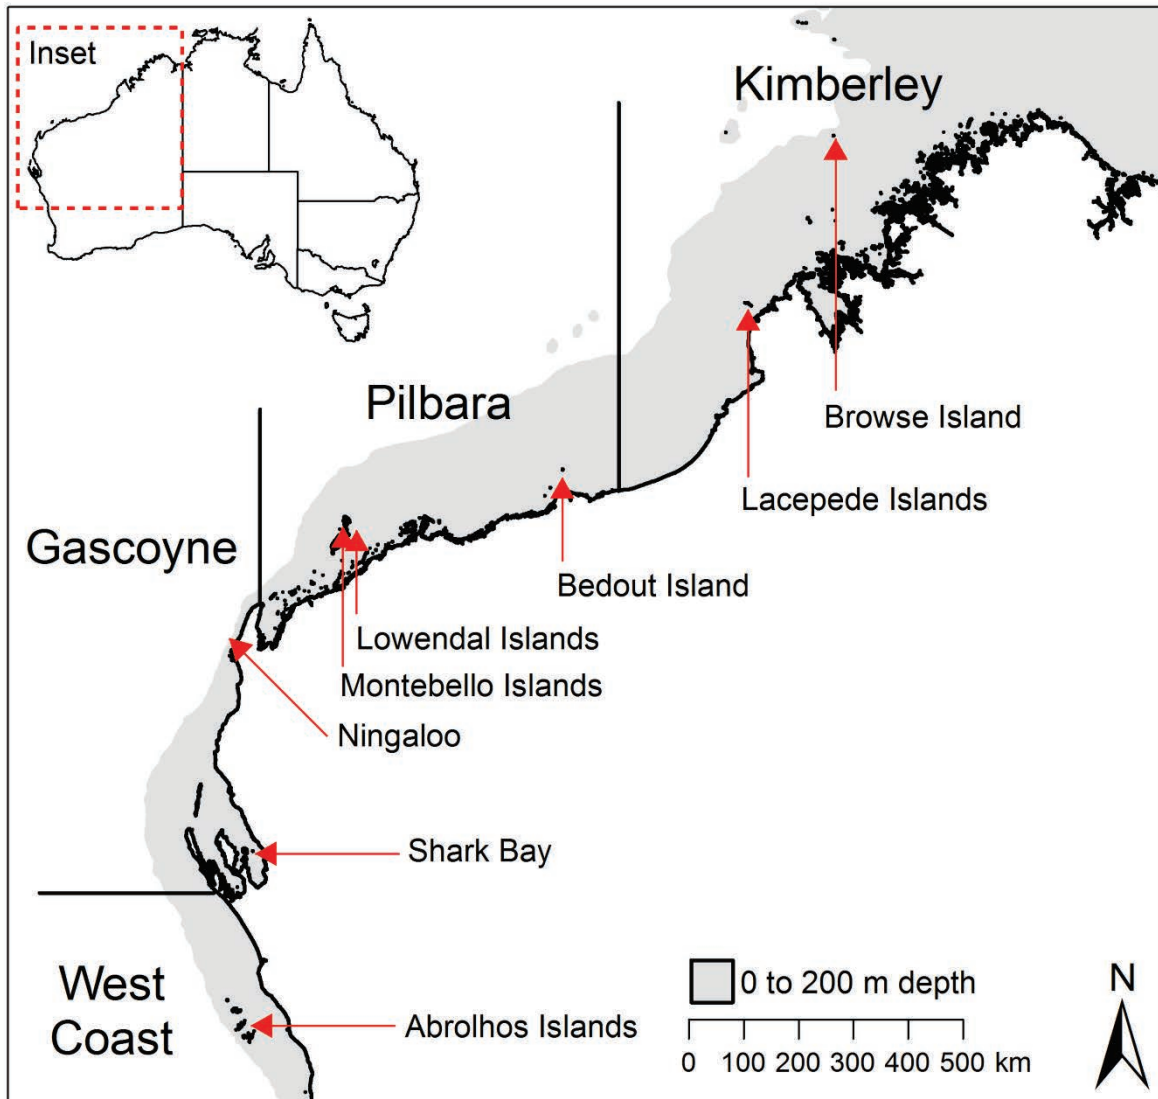 Inset
Kimberley
Pilbara
Browse Island
Lacepede Islands
Gascoyne
Bedout Island
Lowendal Islands
Montebello Islands
Ningaloo
Shark Bay
West
Coast
Abrolhos Islands
0 to 200 m depth
N
0 100 200 300 400 500 km